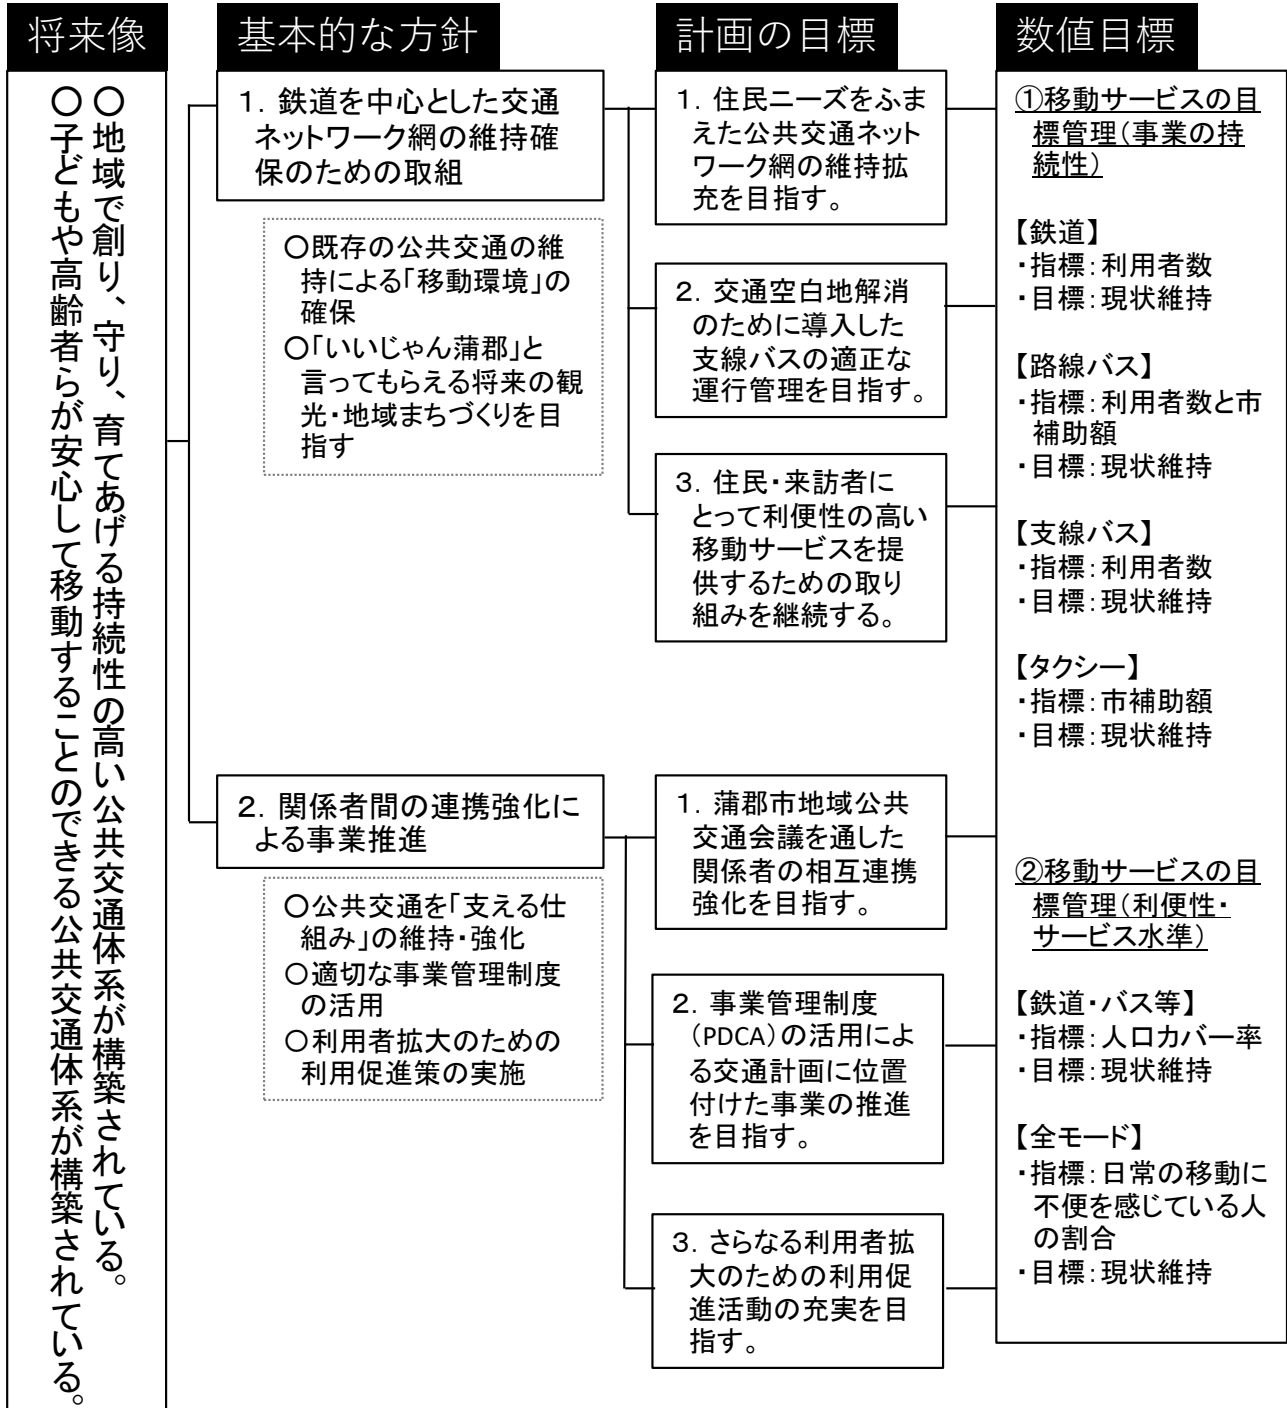 将来像
〇地域で創り、守り、育てあげる持続性の高い公共交通体系が構築されている。
〇子どもや高齢者らが安心して移動することのできる公共交通体系が構築されている。
基本的な方針
1．鉄道を中心とした交通
ネットワーク網の維持確
保のための取組
〇既存の公共交通の維
持による「移動環境」の
確保
〇「いいじゃん蒲郡」と
言ってもらえる将来の観
光・地域まちづくりを目
指す
2．関係者間の連携強化に
よる事業推進
〇公共交通を「支える仕
組み」の維持・強化
〇適切な事業管理制度
の活用
〇利用者拡大のための
利用促進策の実施
計画の目標
1．住民ニーズをふま
えた公共交通ネット
ワーク網の維持拡
充を目指す。
2．交通空白地解消
のために導入した
支線バスの適正な
運行管理を目指す。
3．住民・来訪者に
とって利便性の高い
移動サービスを提
供するための取り
組みを継続する。
1．蒲郡市地域公共
交通会議を通した
関係者の相互連携
強化を目指す。
2．事業管理制度
（PDCA）の活用によ
る交通計画に位置
付けた事業の推進
を目指す。
3．さらなる利用者拡
大のための利用促
進活動の充実を目
指す。
数値目標
①移動サービスの目
標管理（事業の持
続性）
【鉄道】
・指標：利用者数
・目標：現状維持
【路線バス】
・指標：利用者数と市
補助額
・目標：現状維持
【支線バス】
・指標：利用者数
・目標：現状維持
【タクシー】
・指標：市補助額
・目標：現状維持
②移動サービスの目
標管理（利便性・
サービス水準）
【鉄道・バス等】
・指標：人口カバー率
・目標：現状維持
【全モード】
・指標：日常の移動に
不便を感じている人
の割合
・目標：現状維持